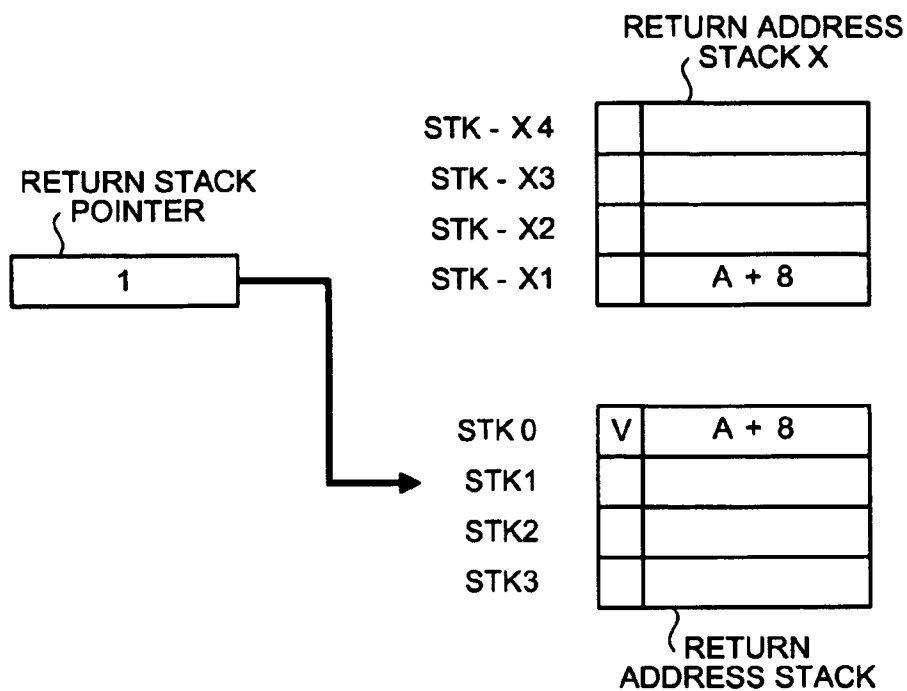 RETURN ADDRESS
STACK X
STK - X4
STK - X3
RETURN STACK
POINTER
STK - X2
1
STK - X1
A + 8
STK 0
V
A + 8
STK1
STK2
STK3
RETURN
ADDRESS STACK